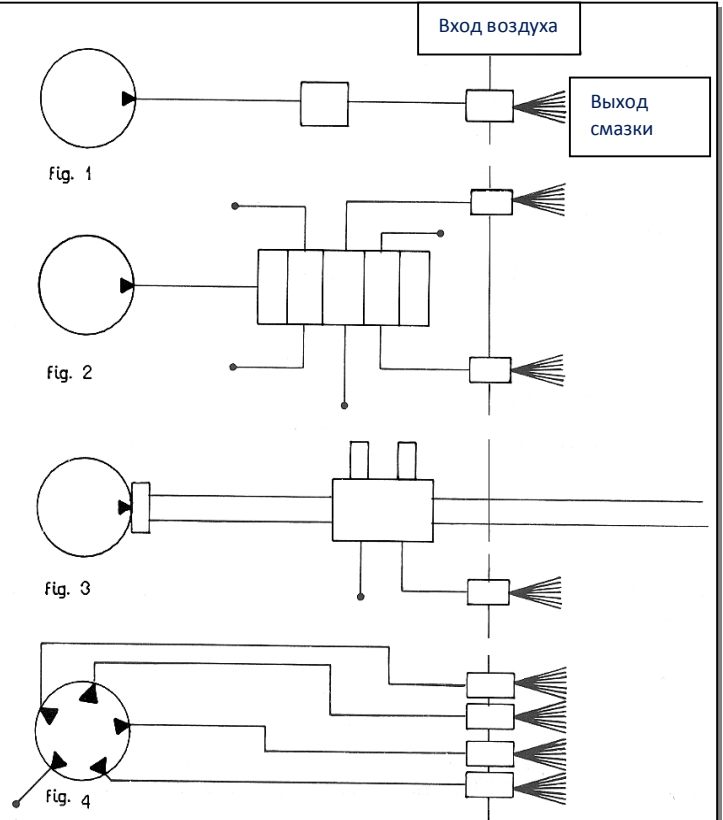 Вход воздуха
Выход
смазки
fig. 1
fig. 2
fig. 3
fig. 4